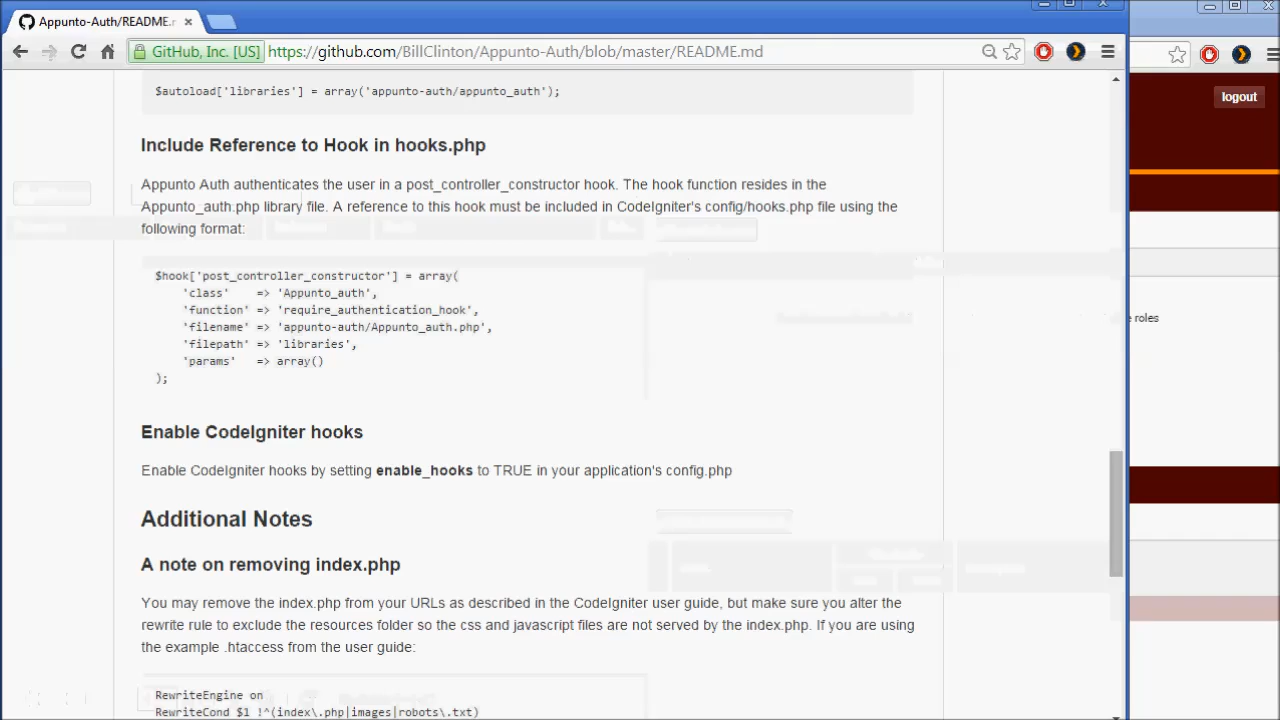 Appunto-Auth/README.r
GitHub, Inc. [US]
https://github.com/BillClinton/Appunto-Auth/blob/master/README.md
logout
$autoload['libraries'] = array('appunto-auth/appunto_auth');
Include Reference to Hook in hooks.php
Appunto Auth authenticates the user in a post_controller_constructor hook. The hook function resides in the
Appunto_auth.php library file. A reference to this hook must be included in CodeIgniter's config/hooks.php file using the
following format:
$hook['post_controller_constructor'] = array(
'class' => 'Appunto_auth',
'function' => 'require_authentication_hook',
'filename' => 'appunto-auth/Appunto_auth.php',
'filepath' => 'libraries',
'params' => array()
);
roles
Enable CodeIgniter hooks
Enable CodeIgniter hooks by setting enable_hooks to TRUE in your application's config.php
Additional Notes
A note on removing index.php
You may remove the index.php from your URLs as described in the CodeIgniter user guide, but make sure you alter the
rewrite rule to exclude the resources folder so the css and javascript files are not served by the index.php. If you are using
the example .htaccess from the user guide:
RewriteEngine on
RewriteCond $1 !^(index\.php|images|robots\.txt)